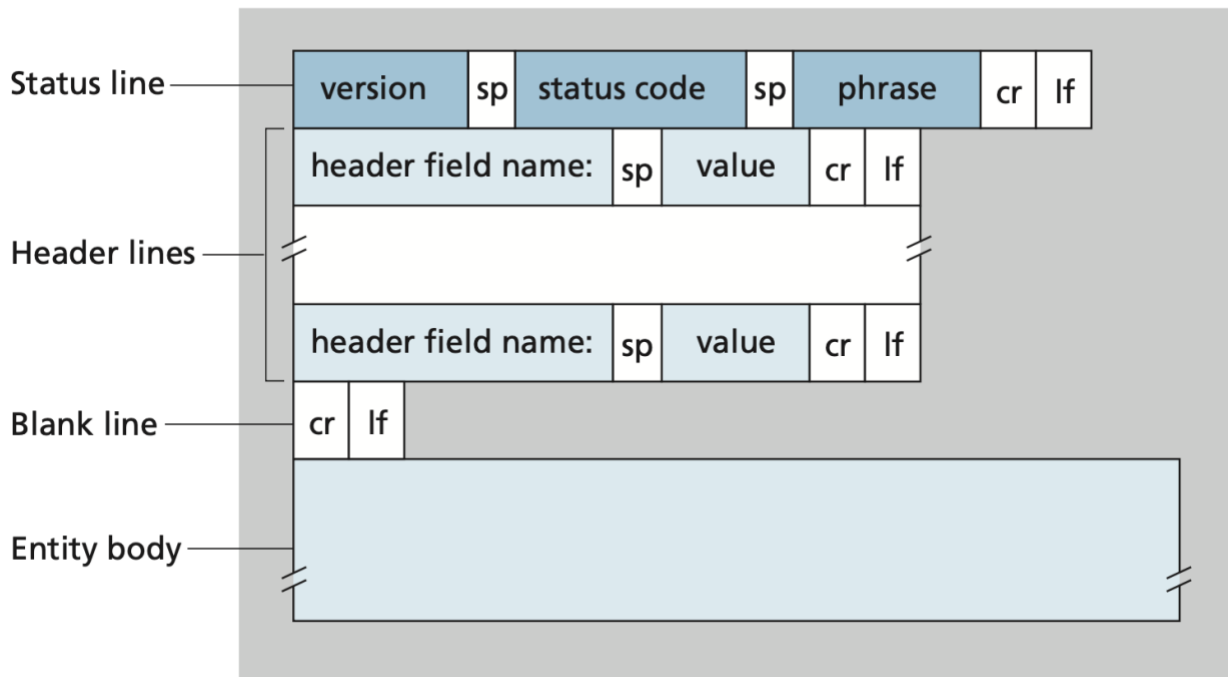 Status line
version sp status code sp phrase cr lf
header field name: sp value cr lf
Header lines
header field name: sp value cr lf
Blank line
cr lf
Entity body